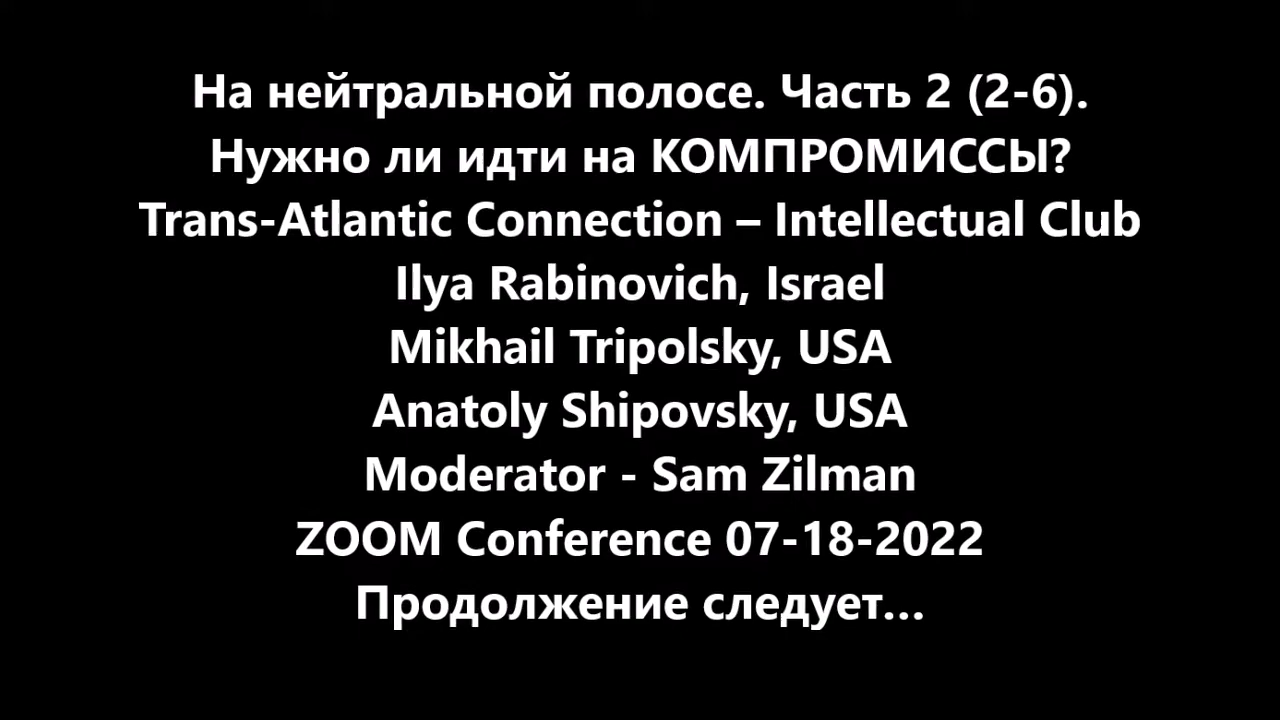 На нейтральной полосе. Часть 2 (2-6).
Нужно ли идти на КОМПРОМИССЫ?
Trans-Atlantic Connection – Intellectual Club
Ilya Rabinovich, Israel
Mikhail Tripolsky, USA
Anatoly Shipovsky, USA
Moderator - Sam Zilman
ZOOM Conference 07-18-2022
Продолжение следует…